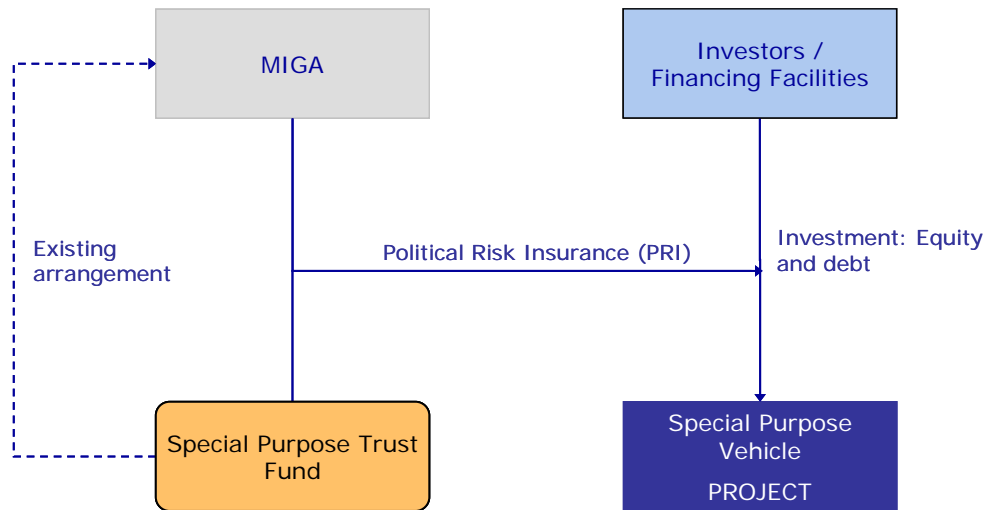 MIGA
Investors /
Financing Facilities
Existing
arrangement
Political Risk Insurance (PRI)
Investment: Equity
and debt
Special Purpose Trust
Fund
Special Purpose
Vehicle
PROJECT